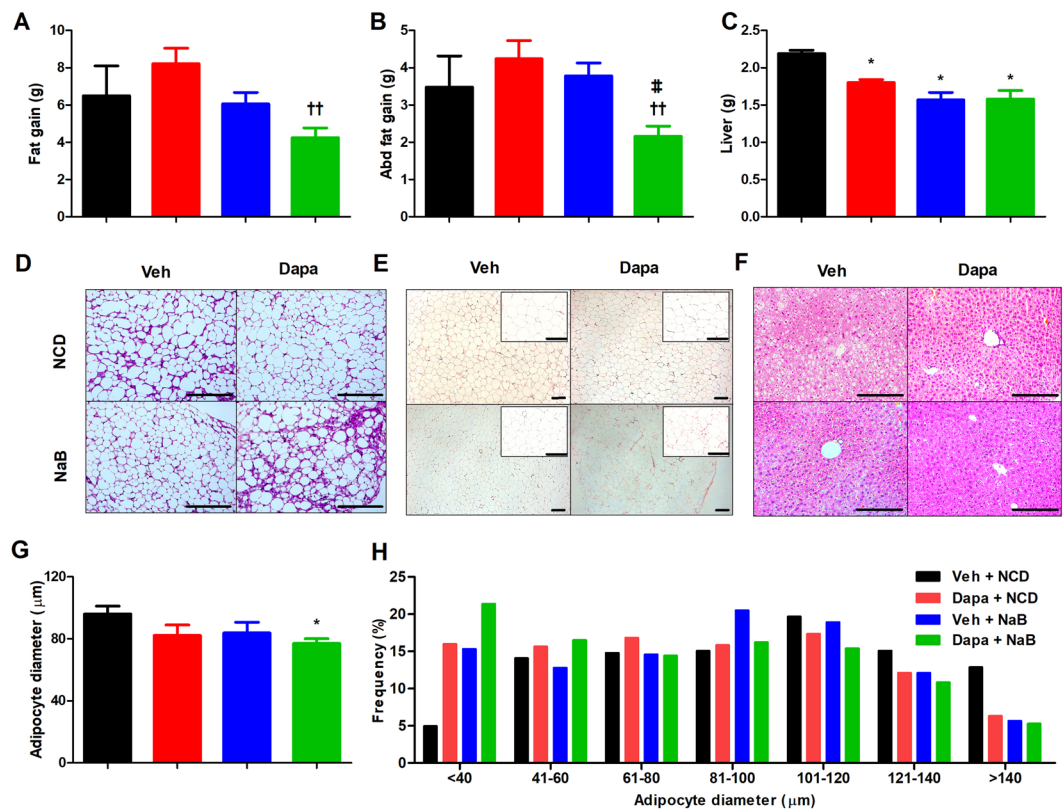 A
Fat gain (g)
10
8
6
4
2
0
††
B
Abd fat gain (g)
5
4
3
2
1
0
⧧
††
C
Liver (g)
2.5
2.0
1.5
1.0
0.5
0.0
* * *
D
Veh Dapa
NCD
NaB
E
Veh Dapa
F
Veh Dapa
G
Adipocyte diameter (μm)
120
80
40
0
*
H
Frequency (%)
25
20
15
10
5
0
Veh + NCD
Dapa + NCD
Veh + NaB
Dapa + NaB
<40 41-60 61-80 81-100 101-120 121-140 >140
Adipocyte diameter (μm)